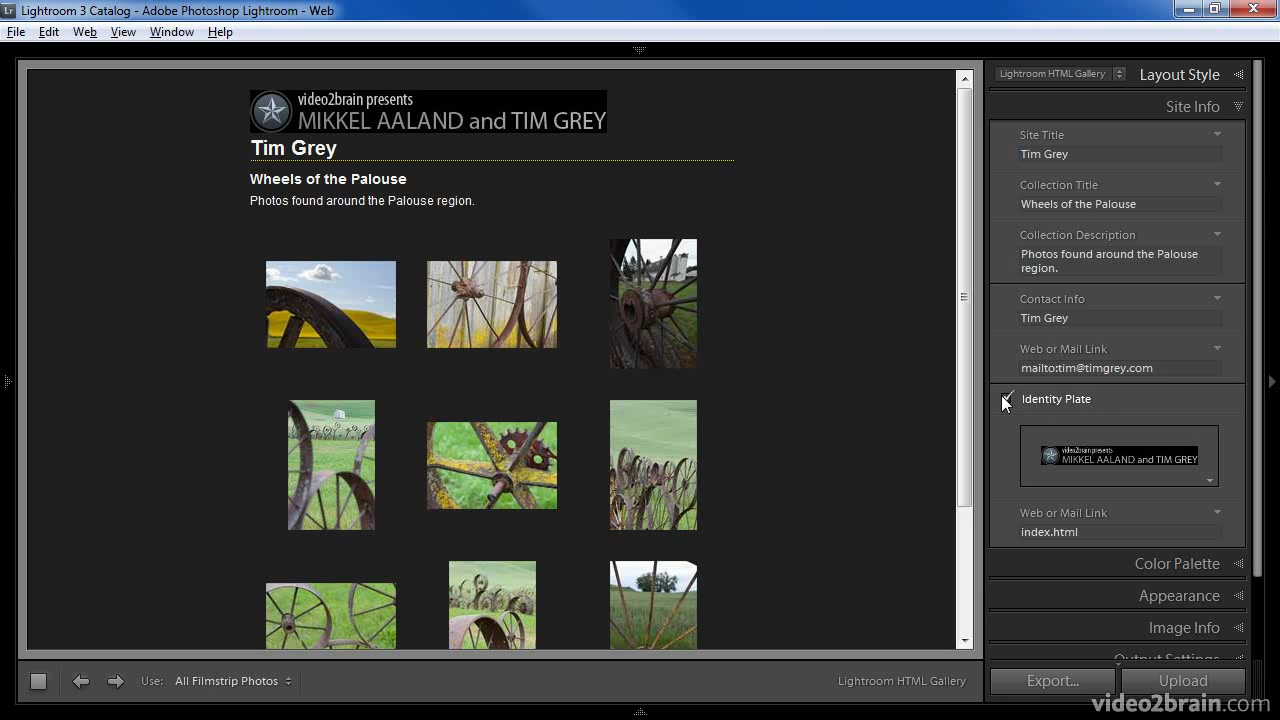 Lr Lightroom 3 Catalog - Adobe Photoshop Lightroom - Web
File Edit Web View Window Help
video2brain presents
MIKKEL AALAND and TIM GREY
Tim Grey
Wheels of the Palouse
Photos found around the Palouse region.
Lightroom HTML Gallery Layout Style
Site Info
Site Title
Tim Grey
Collection Title
Wheels of the Palouse
Collection Description
Photos found around the Palouse
region.
Contact Info
Tim Grey
Web or Mail Link
mailto:tim@timgrey.com
Identity Plate
video2brain presents
MIKKEL AALAND and TIM GREY
Web or Mail Link
index.html
Color Palette
Appearance
Image Info
Output Settings
Use: All Filmstrip Photos
Lightroom HTML Gallery
Export... Upload
video2brain.com